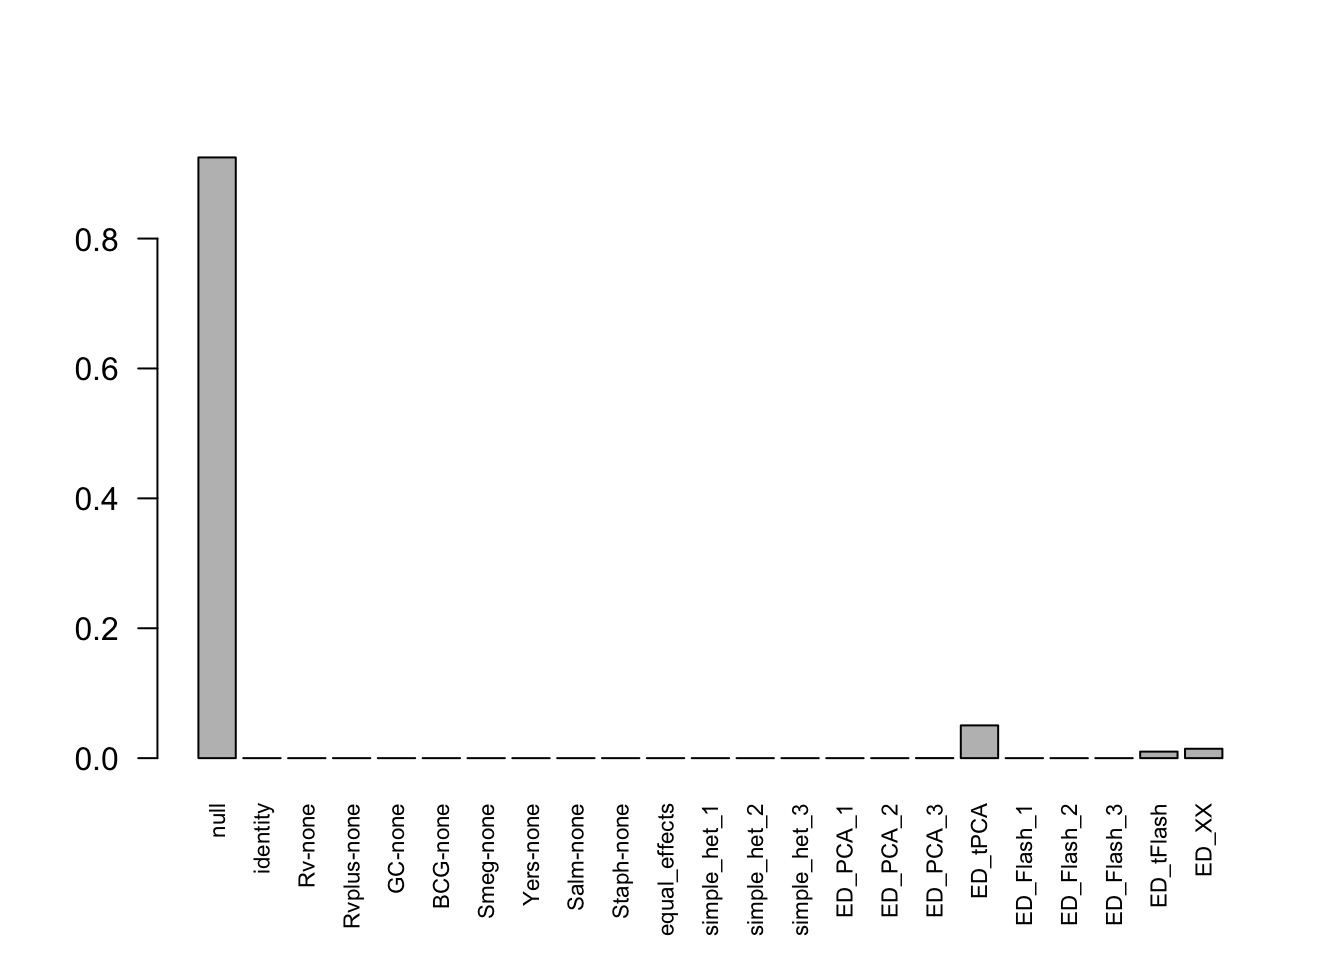 0.8
0.6
0.4
0.2
0.0
null
identity
Rv-none
Rvplus-none
GC-none
BCG-none
Smeg-none
Yers-none
Salm-none
Staph-none
equal_effects
simple_het_1
simple_het_2
simple_het_3
ED_PCA_1
ED_PCA_2
ED_PCA_3
ED_tPCA
ED_Flash_1
ED_Flash_2
ED_Flash_3
ED_tFlash
ED_XX